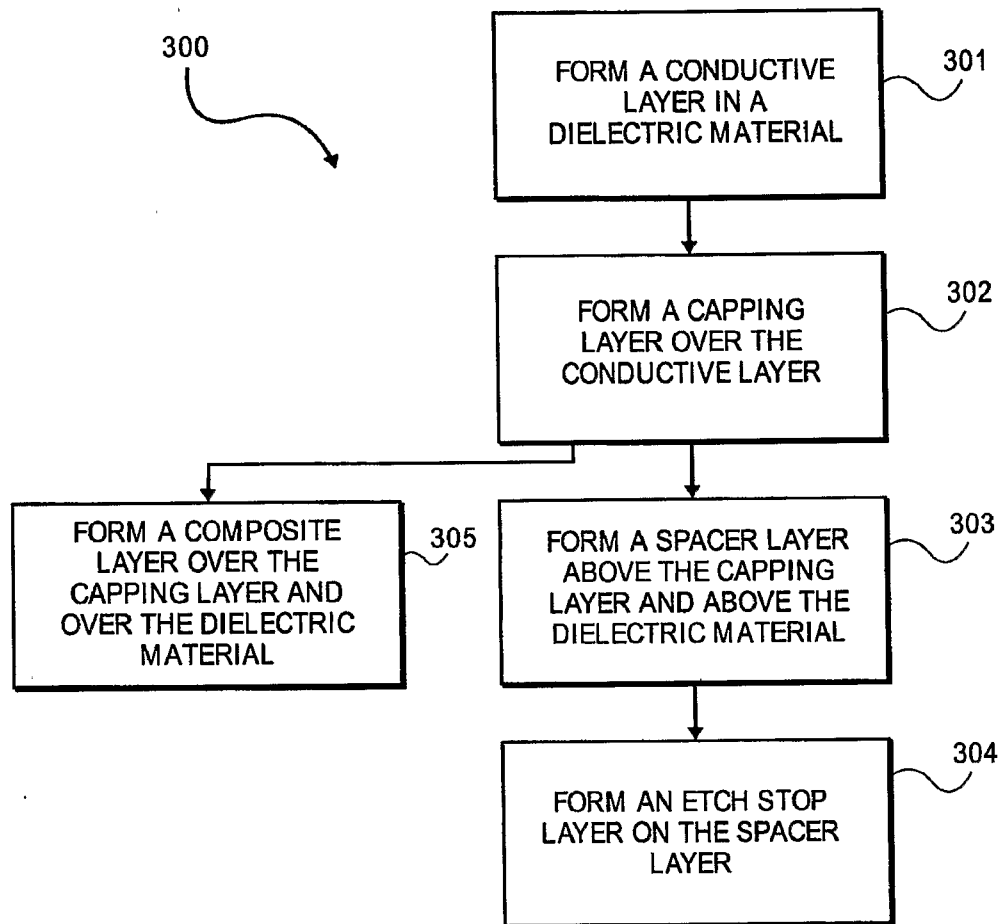 300
FORM A CONDUCTIVE
LAYER IN A
DIELECTRIC MATERIAL
301
FORM A CAPPING
LAYER OVER THE
CONDUCTIVE LAYER
302
FORM A COMPOSITE
LAYER OVER THE
CAPPING LAYER AND
OVER THE DIELECTRIC
MATERIAL
305
FORM A SPACER LAYER
ABOVE THE CAPPING
LAYER AND ABOVE THE
DIELECTRIC MATERIAL
303
FORM AN ETCH STOP
LAYER ON THE SPACER
LAYER
304